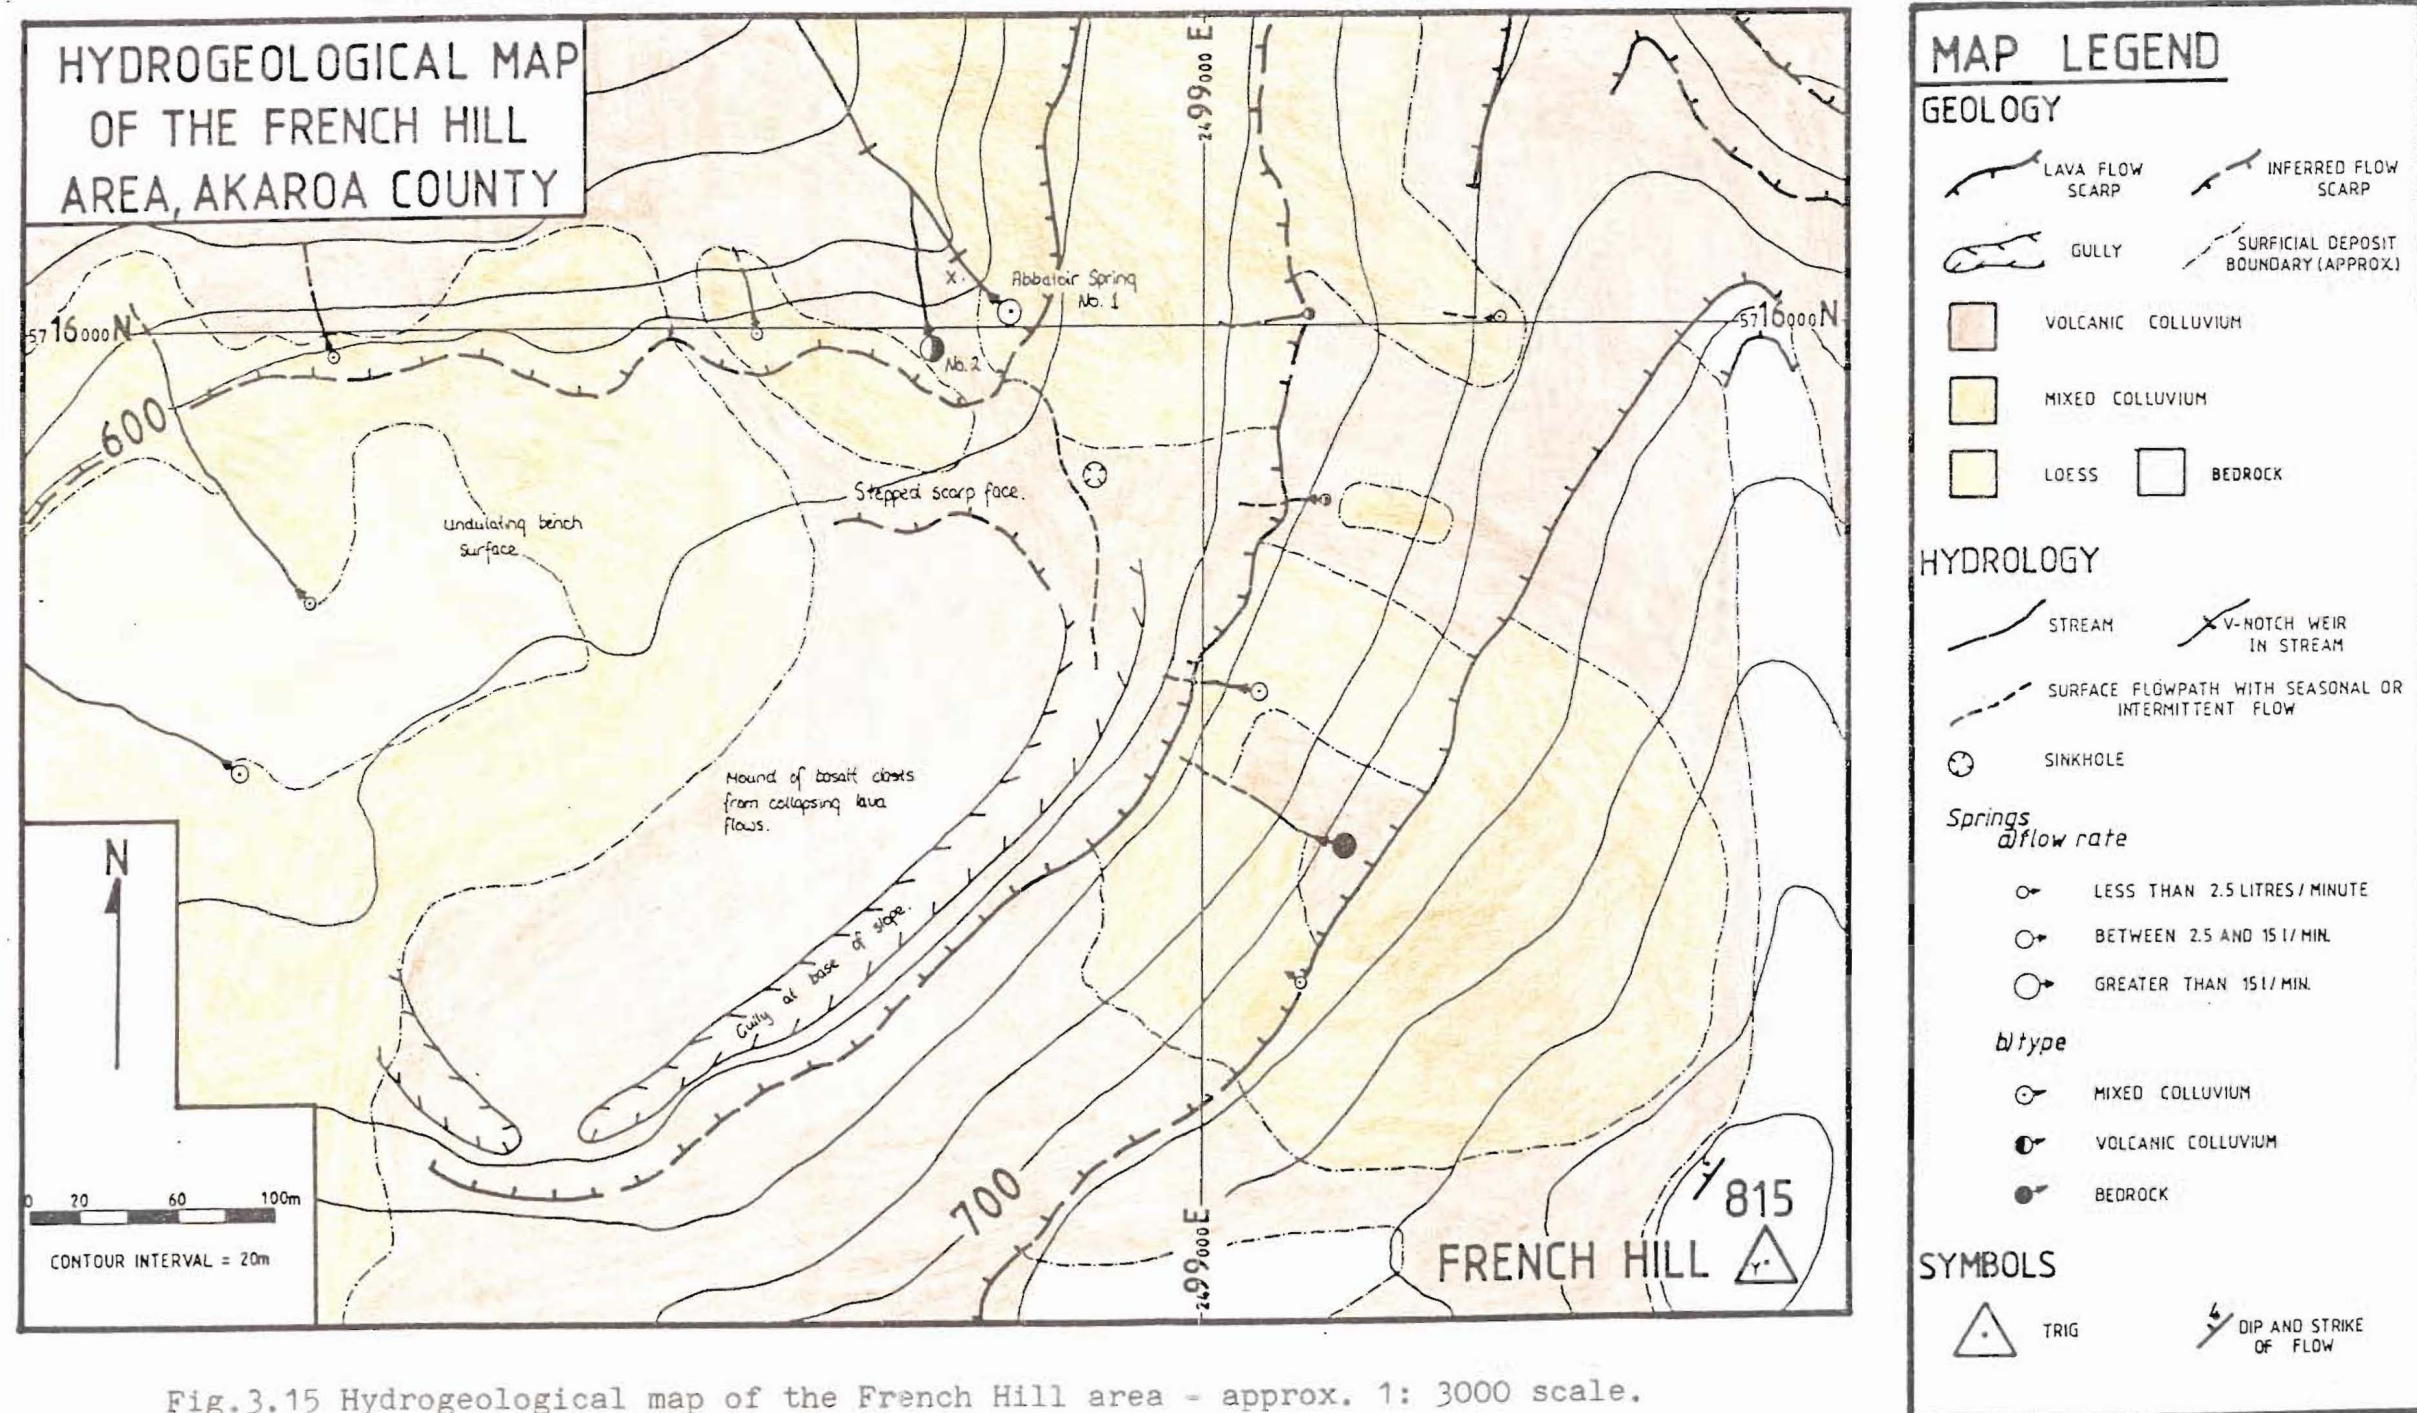 HYDROGEOLOGICAL MAP
OF THE FRENCH HILL
AREA, AKAROA COUNTY
2499000 E
Abbatoir Spring
No. 1
X
5716000N
5716000N
No. 2
600
Stepped scarp face.
Undulating bench
surface
Mound of basalt clasts
from collapsing lava
flows.
N
Gully at base of slope.
0 20 60 100m
CONTOUR INTERVAL = 20m
700
2499000E
815
FRENCH HILL
MAP LEGEND
GEOLOGY
LAVA FLOW
SCARP
INFERRED FLOW
SCARP
GULLY
SURFICIAL DEPOSIT
BOUNDARY (APPROX.)
VOLCANIC COLLUVIUM
MIXED COLLUVIUM
LOESS
BEDROCK
HYDROLOGY
STREAM
V-NOTCH WEIR
IN STREAM
SURFACE FLOWPATH WITH SEASONAL OR
INTERMITTENT FLOW
SINKHOLE
Springs
a) flow rate
LESS THAN 2.5 LITRES / MINUTE
BETWEEN 2.5 AND 15 l / MIN.
GREATER THAN 15 l / MIN.
b) type
MIXED COLLUVIUM
VOLCANIC COLLUVIUM
BEDROCK
SYMBOLS
TRIG
DIP AND STRIKE
OF FLOW
Fig.3.15 Hydrogeological map of the French Hill area - approx. 1: 3000 scale.